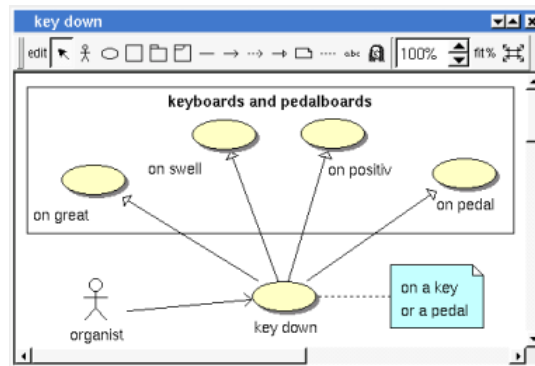 key down
edit
abc
100%
fit%
keyboards and pedalboards
on swell
on positiv
on great
on pedal
organist
key down
on a key
or a pedal